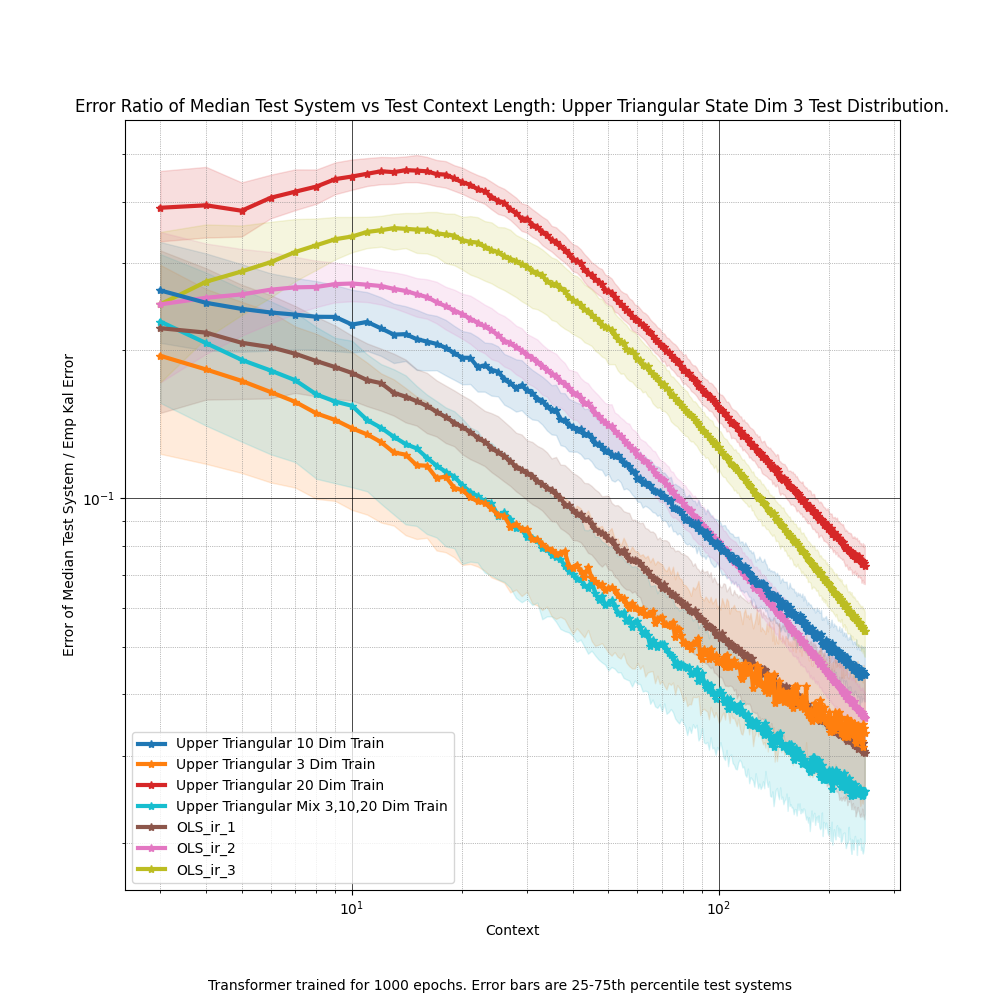 Error Ratio of Median Test System vs Test Context Length: Upper Triangular State Dim 3 Test Distribution.
Error of Median Test System / Emp Kal Error
10⁻¹
Upper Triangular 10 Dim Train
Upper Triangular 3 Dim Train
Upper Triangular 20 Dim Train
Upper Triangular Mix 3,10,20 Dim Train
OLS_ir_1
OLS_ir_2
OLS_ir_3
10¹ 10²
Context
Transformer trained for 1000 epochs. Error bars are 25-75th percentile test systems